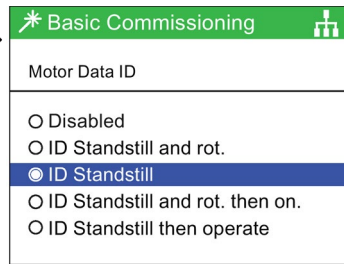 Basic Commissioning
Motor Data ID
Disabled
ID Standstill and rot.
ID Standstill
ID Standstill and rot. then on.
ID Standstill then operate